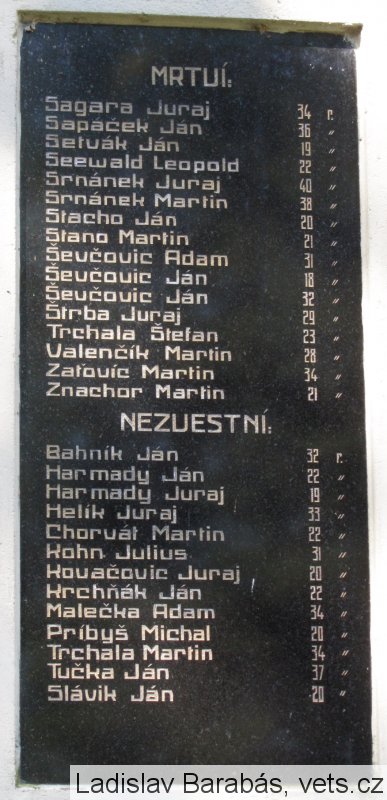 MRTVÍ:
Sagara Juraj 34 r.
Sapáček Ján 36 "
Setvák Ján 19 "
Seewald Leopold 22 "
Srnánek Juraj 40 "
Srnánek Martin 38 "
Stacho Ján 20 "
Stano Martin 21 "
Ševčovic Adam 31 "
Ševčovic Ján 18 "
Ševčovic Ján 32 "
Štrba Juraj 29 "
Trchala Štefan 23 "
Valenčík Martin 28 "
Zaťovíc Martin 34 "
Znachor Martin 21 "
NEZVESTNÍ:
Bahník Ján 32 r.
Harmady Ján 22 "
Harmady Juraj 19 "
Helík Juraj 33 "
Chorvát Martin 22 "
Kohn Julius 31 "
Kovačovic Juraj 20 "
Krchňák Ján 22 "
Malečka Adam 34 "
Príbyš Michal 20 "
Trchala Martin 34 "
Tučka Ján 37 "
Slávik Ján 20 "
Ladislav Barabás, vets.cz